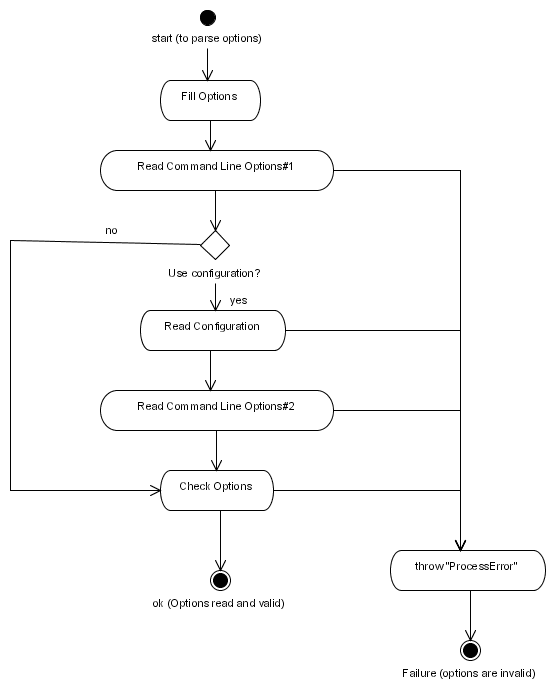 start (to parse options)
Fill Options
Read Command Line Options#1
no
Use configuration?
yes
Read Configuration
Read Command Line Options#2
Check Options
throw "ProcessError"
ok (Options read and valid)
Failure (options are invalid)